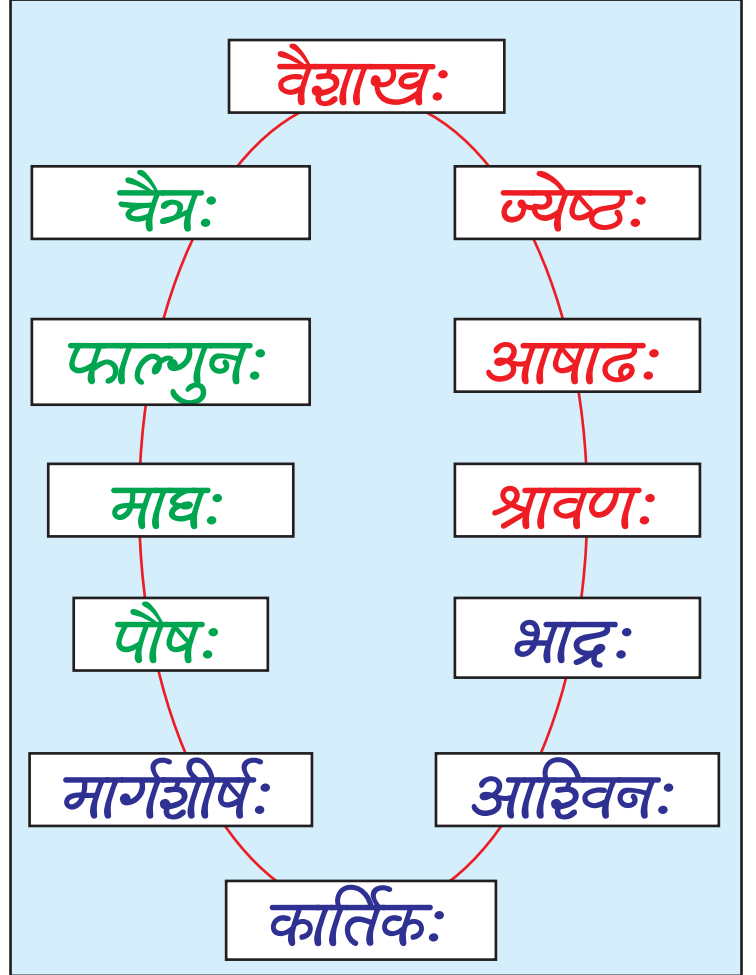 वैशाखः
चैत्रः
ज्येष्ठः
फाल्गुनः
आषाढः
माघः
श्रावणः
पौषः
भाद्रः
मार्गशीर्षः
आश्विनः
कार्तिकः